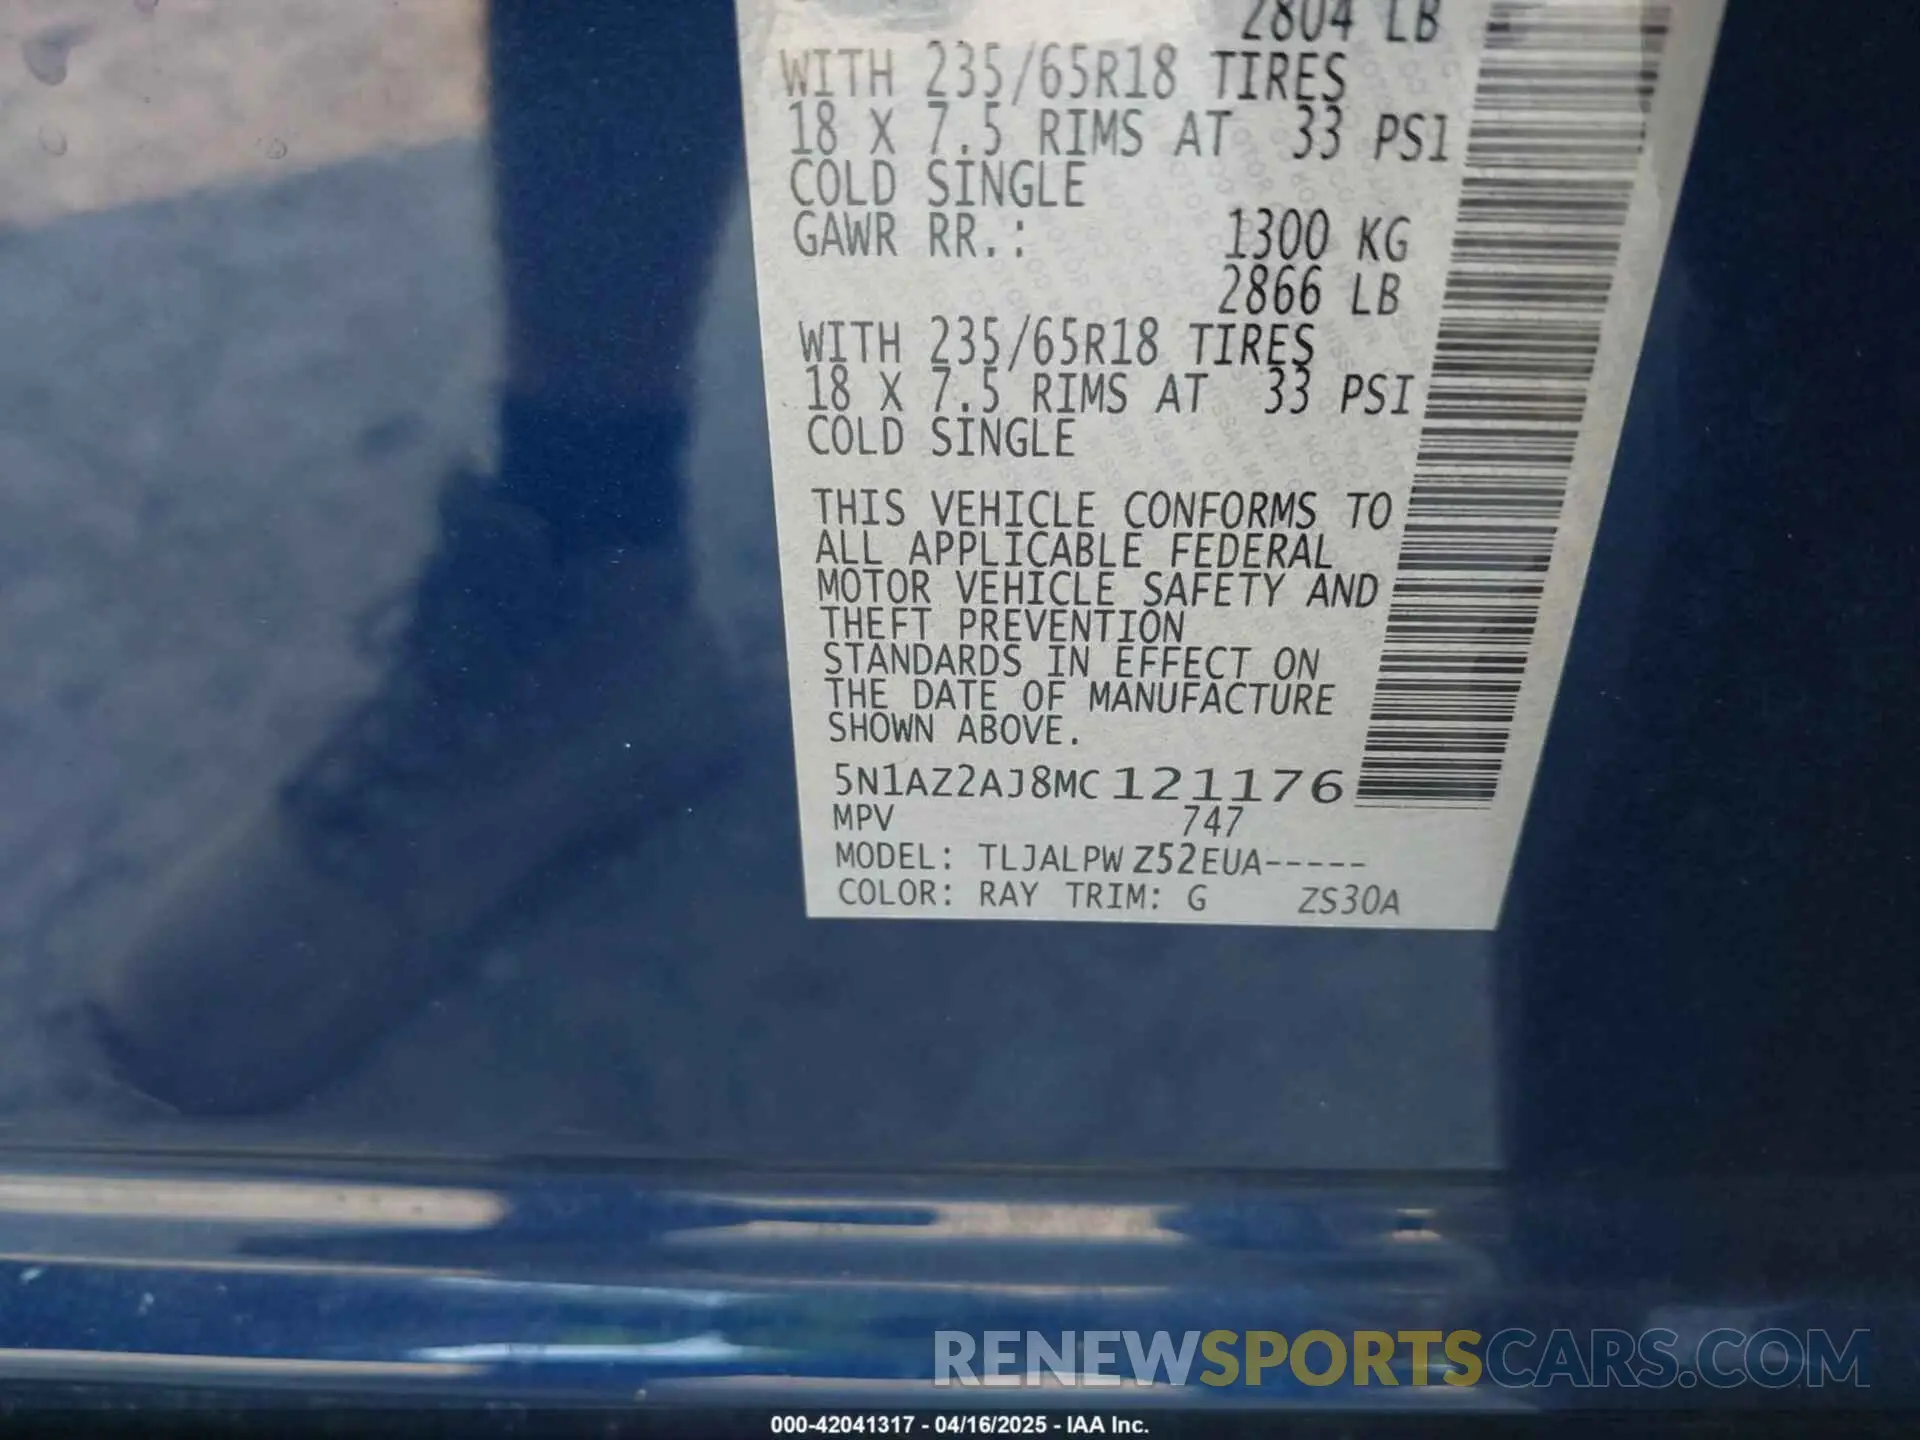 2804 LB
WITH 235/65R18 TIRES
18 X 7.5 RIMS AT 33 PSI
COLD SINGLE
GAWR RR.: 1300 KG
2866 LB
WITH 235/65R18 TIRES
18 X 7.5 RIMS AT 33 PSI
COLD SINGLE
THIS VEHICLE CONFORMS TO
ALL APPLICABLE FEDERAL
MOTOR VEHICLE SAFETY AND
THEFT PREVENTION
STANDARDS IN EFFECT ON
THE DATE OF MANUFACTURE
SHOWN ABOVE.
5N1AZ2AJ8MC121176
MPV 747
MODEL: TLJALPWZ52EUA-----
COLOR: RAY TRIM: G ZS30A
RENEWSPORTSCARS.COM
000-42041317 - 04/16/2025 - IAA Inc.